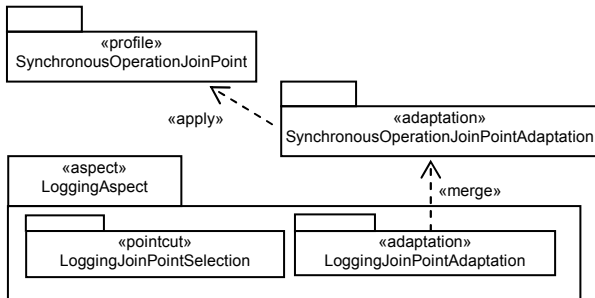 «profile»
SynchronousOperationJoinPoint
«apply»
«adaptation»
SynchronousOperationJoinPointAdaptation
«aspect»
LoggingAspect
«merge»
«pointcut»
LoggingJoinPointSelection
«adaptation»
LoggingJoinPointAdaptation